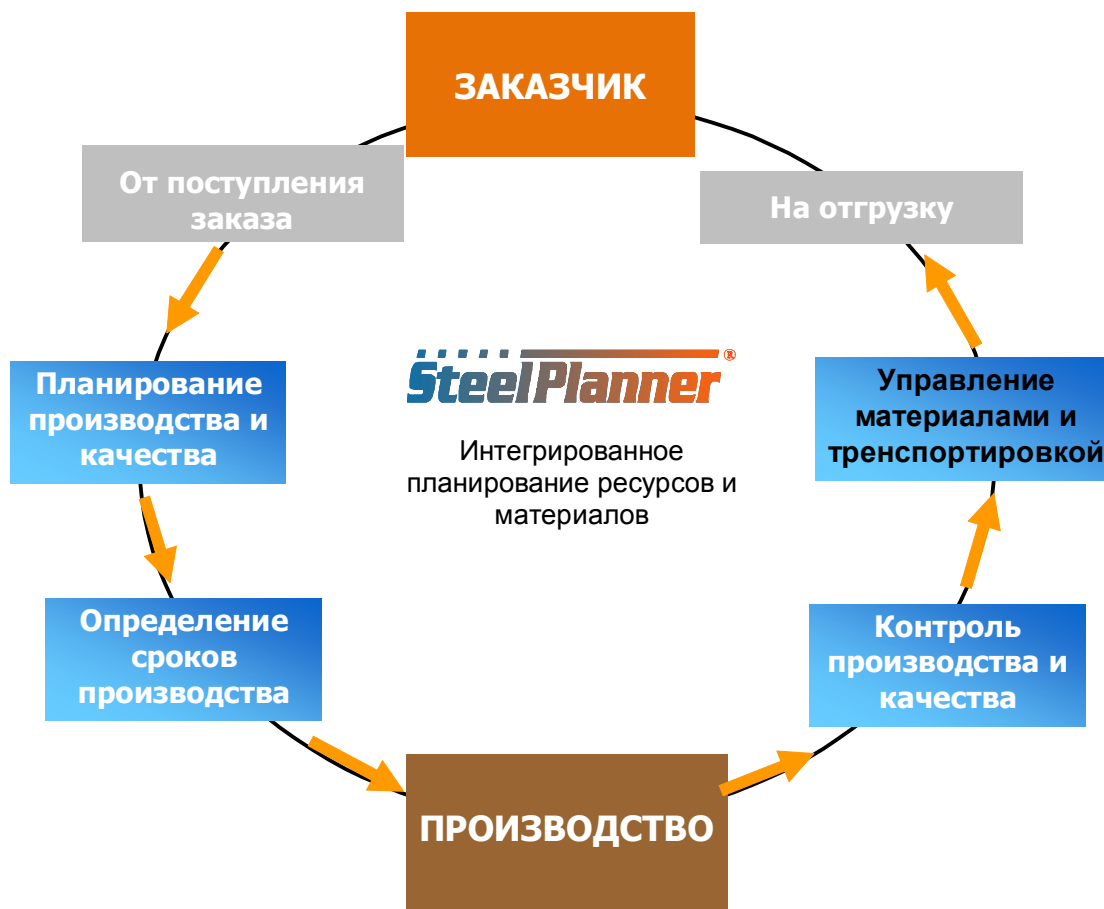 ЗАКАЗЧИК
От поступления
заказа
На отгрузку
SteelPlanner®
Интегрированное
планирование ресурсов и
материалов
Планирование
производства и
качества
Управление
материалами и
тренспортировкой
Определение
сроков
производства
Контроль
производства и
качества
ПРОИЗВОДСТВО